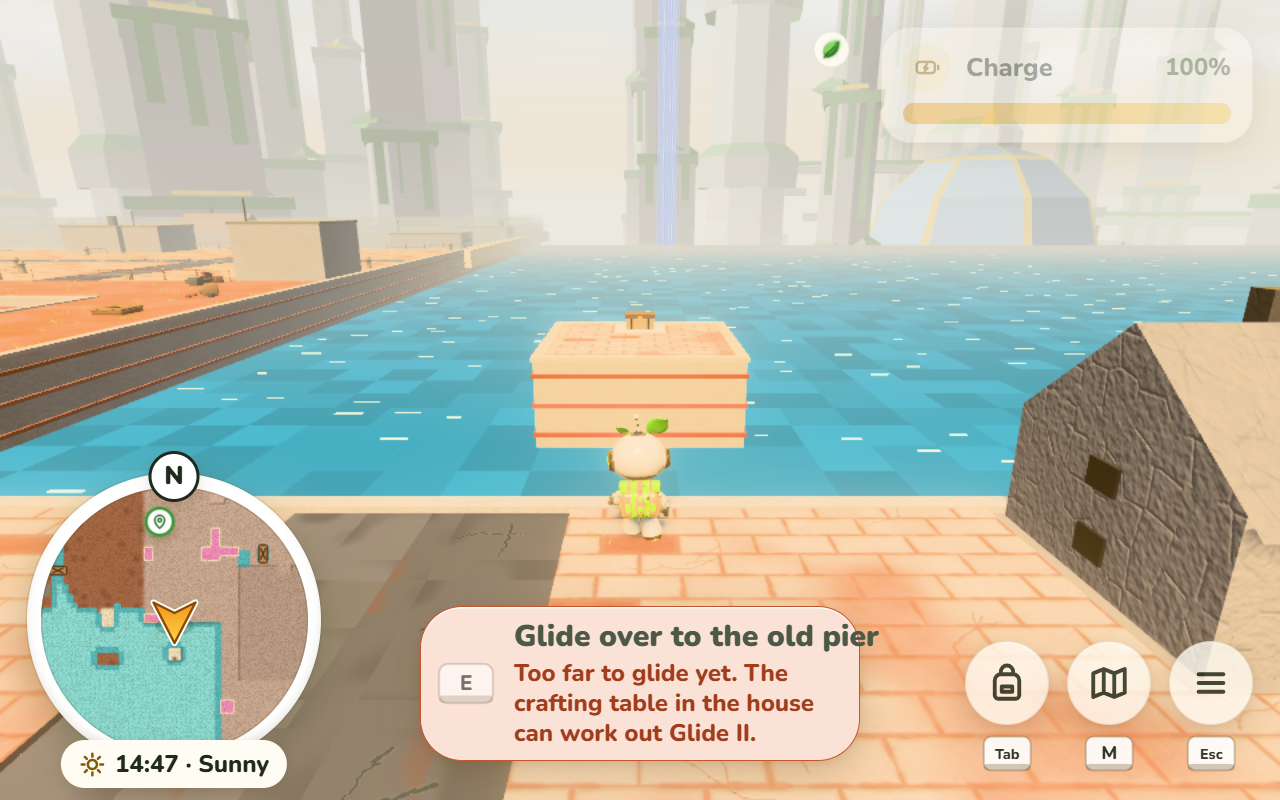 Charge 100%
N
Glide over to the old pier
E
Too far to glide yet. The
crafting table in the house
can work out Glide II.
14:47 · Sunny
Tab
M
Esc